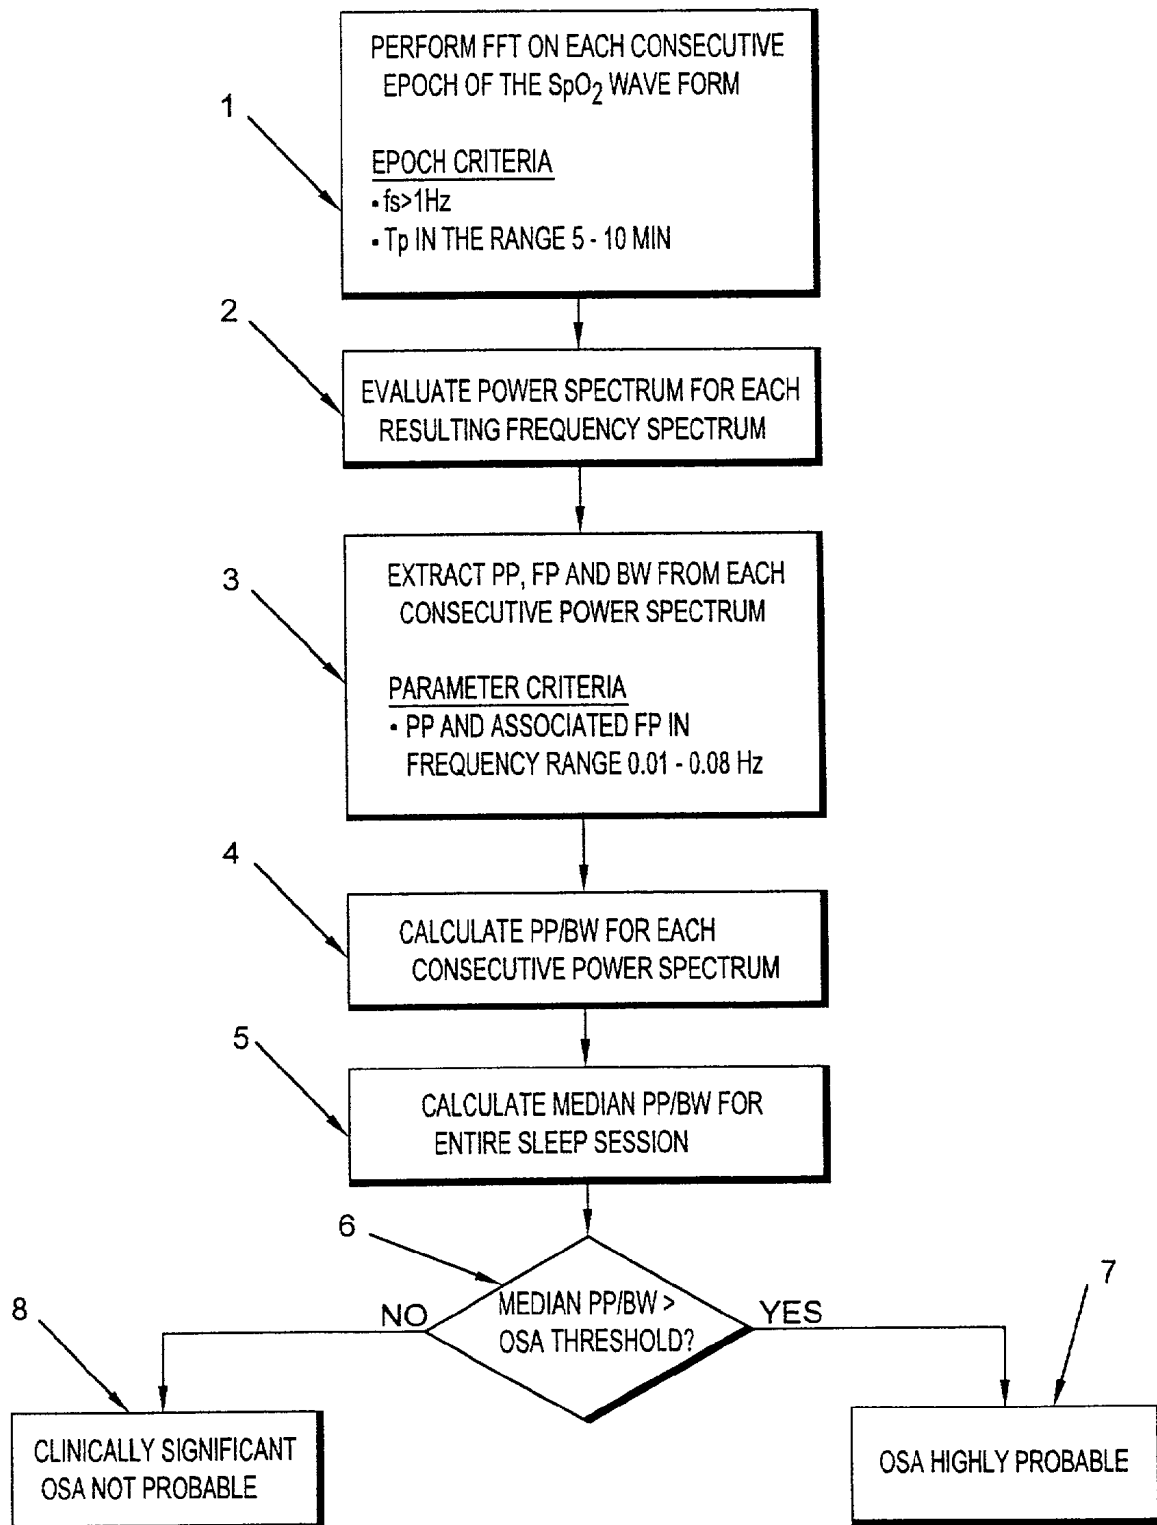 PERFORM FFT ON EACH CONSECUTIVE
EPOCH OF THE SpO2 WAVE FORM
1
EPOCH CRITERIA
▪ fs>1Hz
▪ Tp IN THE RANGE 5 - 10 MIN
2
EVALUATE POWER SPECTRUM FOR EACH
RESULTING FREQUENCY SPECTRUM
3
EXTRACT PP, FP AND BW FROM EACH
CONSECUTIVE POWER SPECTRUM
PARAMETER CRITERIA
▪ PP AND ASSOCIATED FP IN
FREQUENCY RANGE 0.01 - 0.08 Hz
4
CALCULATE PP/BW FOR EACH
CONSECUTIVE POWER SPECTRUM
5
CALCULATE MEDIAN PP/BW FOR
ENTIRE SLEEP SESSION
6
MEDIAN PP/BW >
OSA THRESHOLD?
NO
YES
8
7
CLINICALLY SIGNIFICANT
OSA NOT PROBABLE
OSA HIGHLY PROBABLE